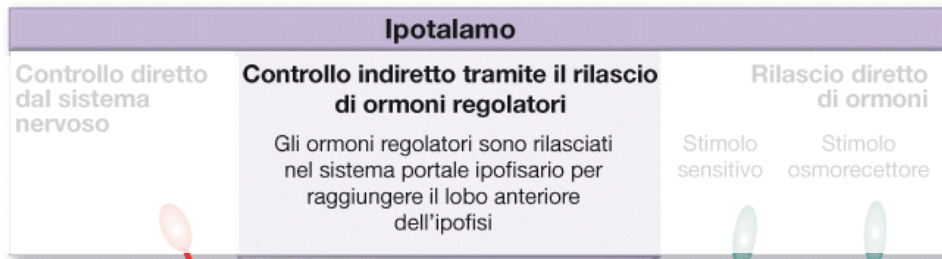 Ipotalamo
Controllo diretto
dal sistema
nervoso
Controllo indiretto tramite il rilascio
di ormoni regolatori
Gli ormoni regolatori sono rilasciati
nel sistema portale ipofisario per
raggiungere il lobo anteriore
dell'ipofisi
Rilascio diretto
di ormoni
Stimolo
sensitivo
Stimolo
osmorecettore